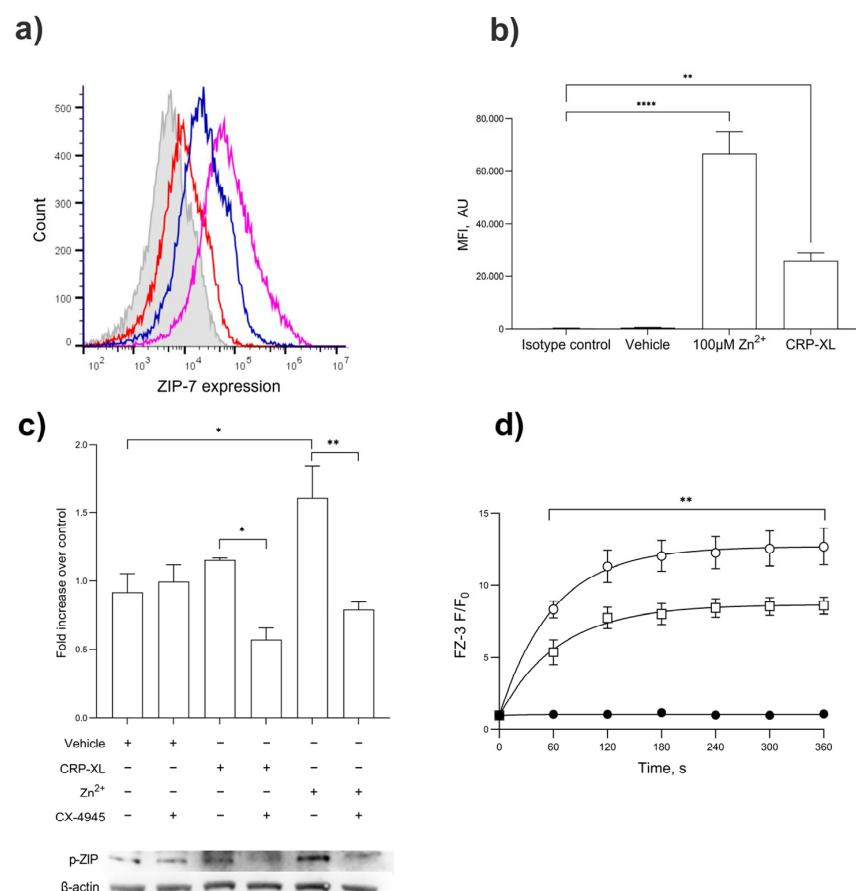 a)
500
400
300
200
100
0
Count
10² 10³ 10⁴ 10⁵ 10⁶ 10⁷
ZIP-7 expression
b)
**
****
80.000
60.000
40.000
20.000
0
MFI, AU
Isotype control Vehicle 100μM Zn²⁺ CRP-XL
c)
2.0
1.5
1.0
0.5
0.0
Fold increase over control
*
**
*
Vehicle + + − − − −
CRP-XL − − + + − −
Zn²⁺ − − − − + +
CX-4945 − + − + − +
p-ZIP
β-actin
d)
**
15
10
5
0
FZ-3 F/F₀
0 60 120 180 240 300 360
Time, s